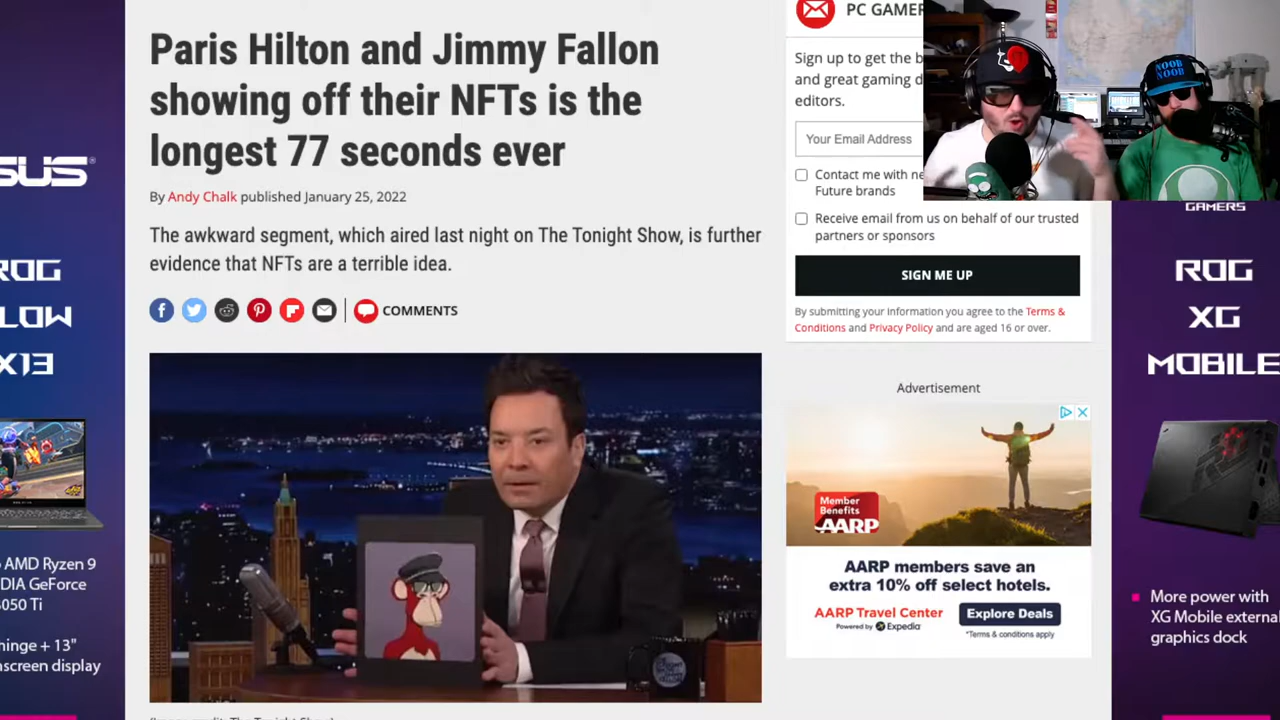 Paris Hilton and Jimmy Fallon
showing off their NFTs is the
longest 77 seconds ever
By Andy Chalk published January 25, 2022
The awkward segment, which aired last night on The Tonight Show, is further
evidence that NFTs are a terrible idea.
COMMENTS
PC GAMER
Sign up to get the b
and great gaming d
editors.
Your Email Address
Contact me with ne
Future brands
Receive email from us on behalf of our trusted
partners or sponsors
SIGN ME UP
By submitting your information you agree to the Terms &
Conditions and Privacy Policy and are aged 16 or over.
Advertisement
Member
Benefits
AARP
AARP members save an
extra 10% off select hotels.
AARP Travel Center
Powered by Expedia
Explore Deals
*Terms & conditions apply
NOOB
NOOB
SUS
ROG
LOW
X13
AMD Ryzen 9
DIA GeForce
050 Ti
hinge + 13"
screen display
GAMERS
ROG
XG
MOBILE
More power with
XG Mobile external
graphics dock